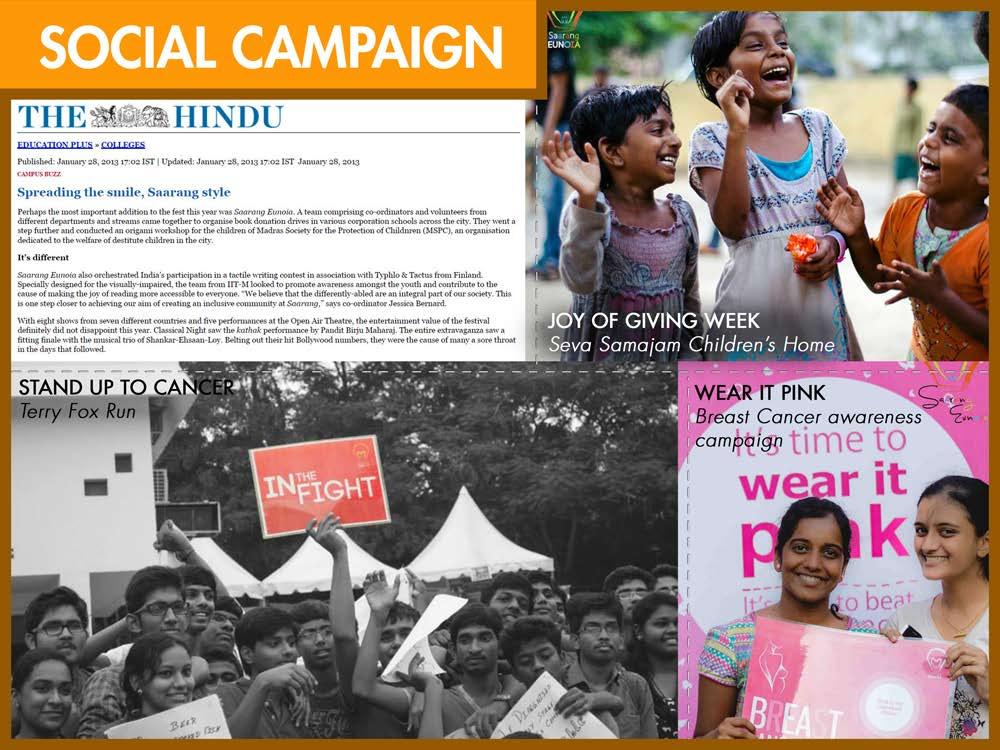 SOCIAL CAMPAIGN
Saarang
EUNOIA
THE HINDU
EDUCATION PLUS » COLLEGES
Published: January 28, 2013 17:02 IST | Updated: January 28, 2013 17:02 IST January 28, 2013
CAMPUS BUZZ
Spreading the smile, Saarang style
Perhaps the most important addition to the fest this year was Saarang Eunoia. A team comprising co-ordinators and volunteers from
different departments and streams came together to organise book donation drives in various corporation schools across the city. They went a
step further and conducted an origami workshop for the children of Madras Society for the Protection of Childnren (MSPC), an organisation
dedicated to the welfare of destitute children in the city.
It's different
Saarang Eunoia also orchestrated India's participation in a tactile writing contest in association with Typhlo & Tactus from Finland.
Specially designed for the visually-impaired, the team from IIT-M looked to promote awareness amongst the youth and contribute to the
cause of making the joy of reading more accessible to everyone. "We believe that the differently-abled are an integral part of our society. This
is one step closer to achieving our aim of creating an inclusive community at Saarang," says co-ordinator Jessica Bernard.
With eight shows from seven different countries and five performances at the Open Air Theatre, the entertainment value of the festival
definitely did not disappoint this year. Classical Night saw the kathak performance by Pandit Birju Maharaj. The entire extravaganza saw a
fitting finale with the musical trio of Shankar-Ehsaan-Loy. Belting out their hit Bollywood numbers, they were the cause of many a sore throat
in the days that followed.
JOY OF GIVING WEEK
Seva Samajam Children's Home
STAND UP TO CANCER
Terry Fox Run
IN THE
FIGHT
BEER
WEAR IT PINK
Breast Cancer awareness
campaign
Saarang
It's time to
wear it
p nk
It's to beat
BREAST